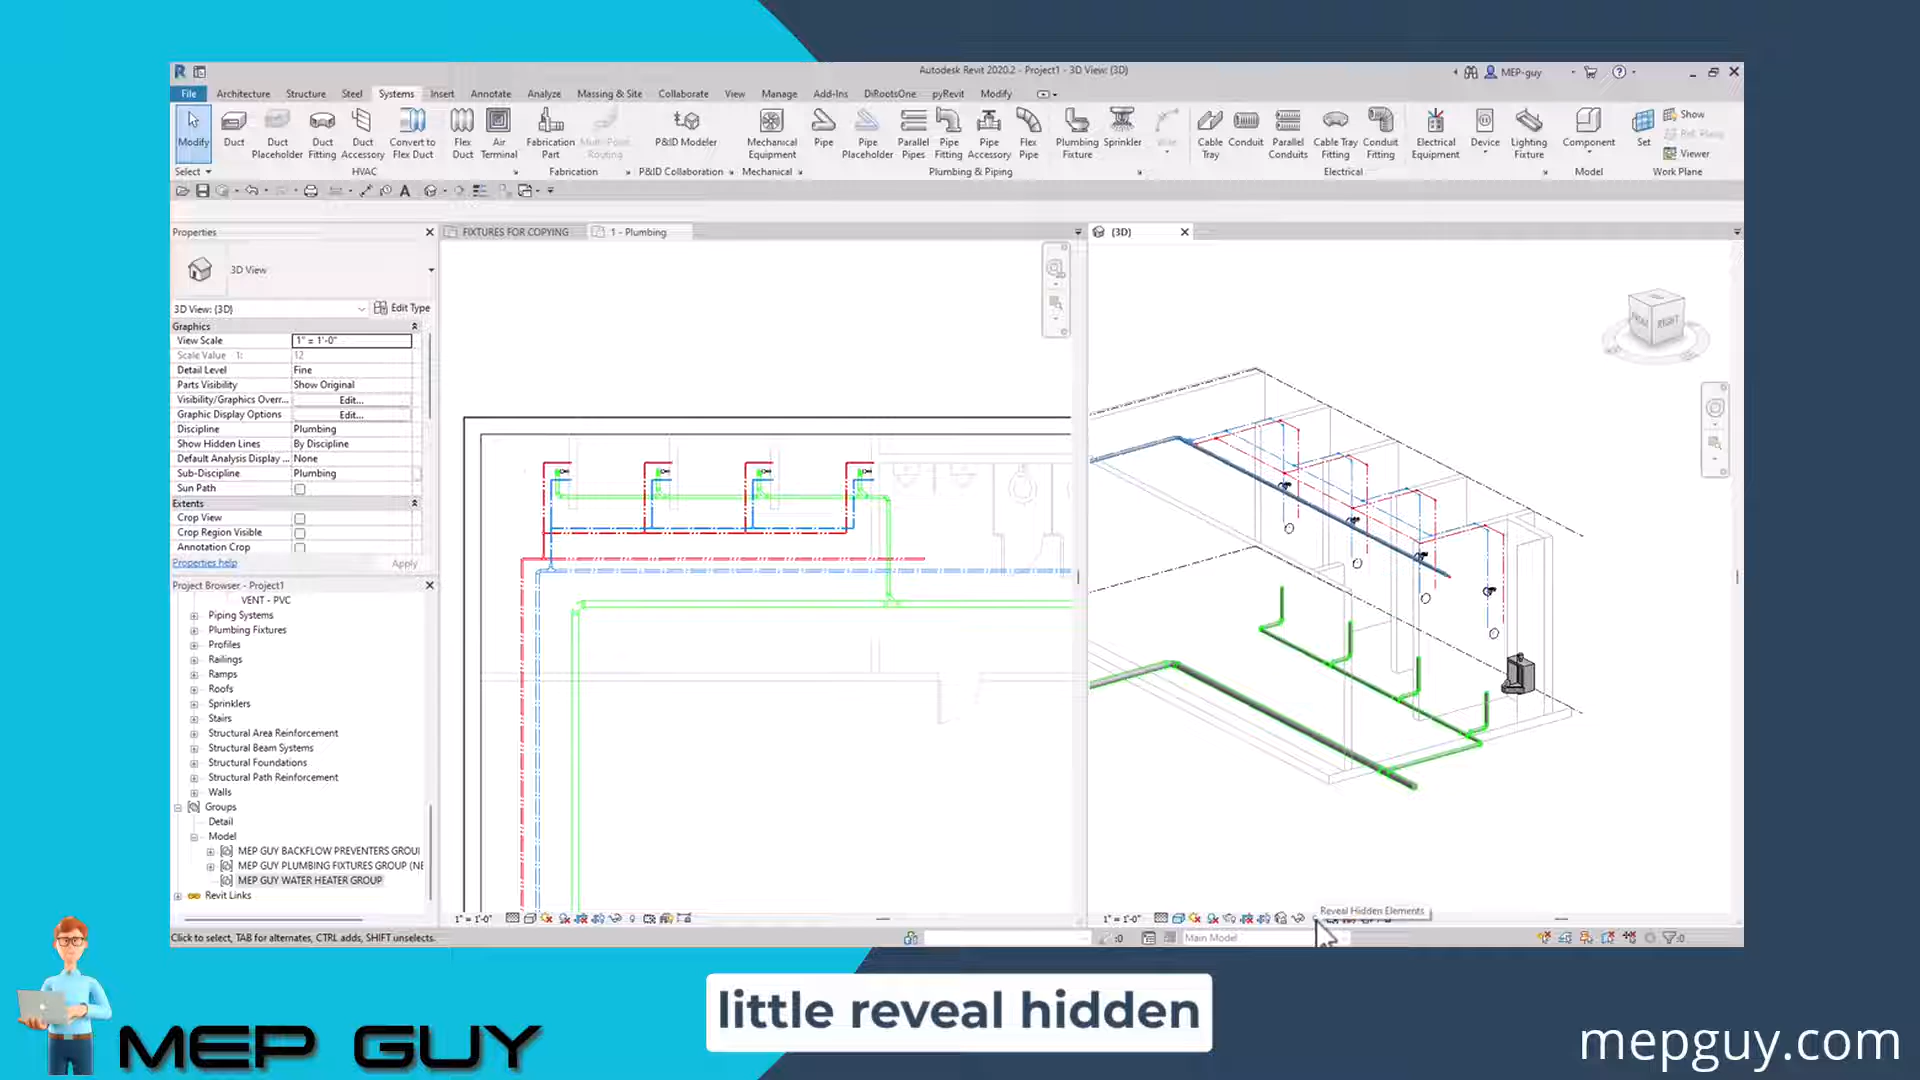 Autodesk Revit 2020.2 - Project1 - 3D View: {3D}
MEP-guy
File Architecture Structure Steel Systems Insert Annotate Analyze Massing & Site Collaborate View Manage Add-Ins DiRootsOne pyRevit Modify
Modify
Duct
Duct Placeholder
Duct Fitting
Duct Accessory
Convert to Flex Duct
Flex Duct
Air Terminal
Fabrication Part
Multi-Point Routing
P&ID Modeler
Mechanical Equipment
Pipe
Pipe Placeholder
Parallel Pipes
Pipe Fitting
Pipe Accessory
Flex Pipe
Plumbing Fixture
Sprinkler
Wire
Cable Tray
Conduit
Parallel Conduits
Cable Tray Fitting
Conduit Fitting
Electrical Equipment
Device
Lighting Fixture
Component
Set
Show
Ref Plane
Viewer
Select HVAC Fabrication P&ID Collaboration Mechanical Plumbing & Piping Electrical Model Work Plane
Properties
FIXTURES FOR COPYING
1 - Plumbing
{3D}
3D View
3D View: {3D}
Edit Type
Graphics
View Scale 1" = 1'-0"
Scale Value 1: 12
Detail Level Fine
Parts Visibility Show Original
Visibility/Graphics Overr... Edit...
Graphic Display Options Edit...
Discipline Plumbing
Show Hidden Lines By Discipline
Default Analysis Display ... None
Sub-Discipline Plumbing
Sun Path
Extents
Crop View
Crop Region Visible
Annotation Crop
Properties help
Apply
Project Browser - Project1
VENT - PVC
Piping Systems
Plumbing Fixtures
Profiles
Railings
Ramps
Roofs
Sprinklers
Stairs
Structural Area Reinforcement
Structural Beam Systems
Structural Foundations
Structural Path Reinforcement
Walls
Groups
Detail
Model
MEP GUY BACKFLOW PREVENTERS GROUI
MEP GUY PLUMBING FIXTURES GROUP (NE
MEP GUY WATER HEATER GROUP
Revit Links
RIGHT
1" = 1'-0"
1" = 1'-0"
Reveal Hidden Elements
Click to select, TAB for alternates, CTRL adds, SHIFT unselects.
:0
Main Model
:0
little reveal hidden
MEP GUY
mepguy.com